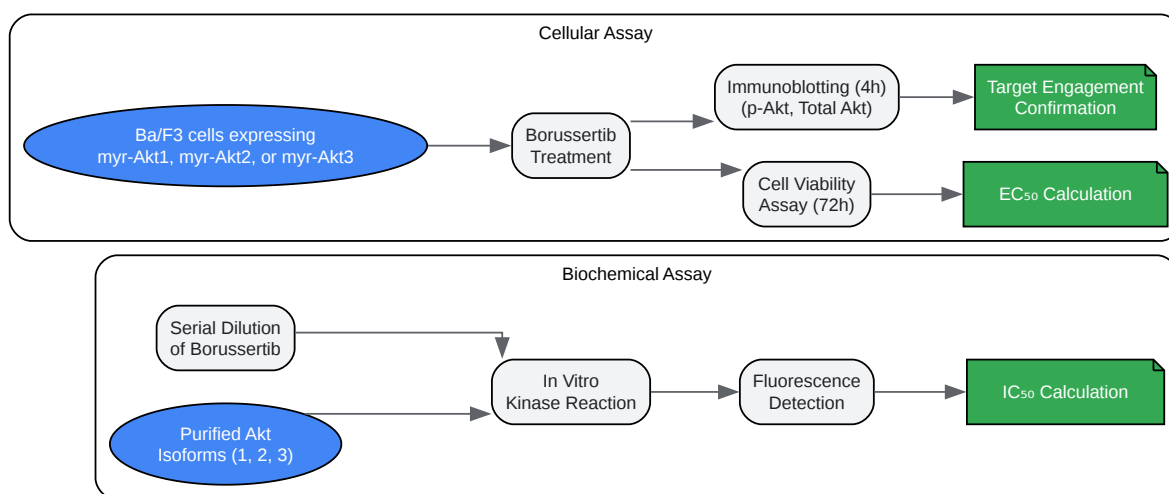 Cellular Assay
Ba/F3 cells expressing
myr-Akt1, myr-Akt2, or myr-Akt3
Borussertib
Treatment
Immunoblotting (4h)
(p-Akt, Total Akt)
Target Engagement
Confirmation
Cell Viability
Assay (72h)
EC₅₀ Calculation
Biochemical Assay
Serial Dilution
of Borussertib
Purified Akt
Isoforms (1, 2, 3)
In Vitro
Kinase Reaction
Fluorescence
Detection
IC₅₀ Calculation